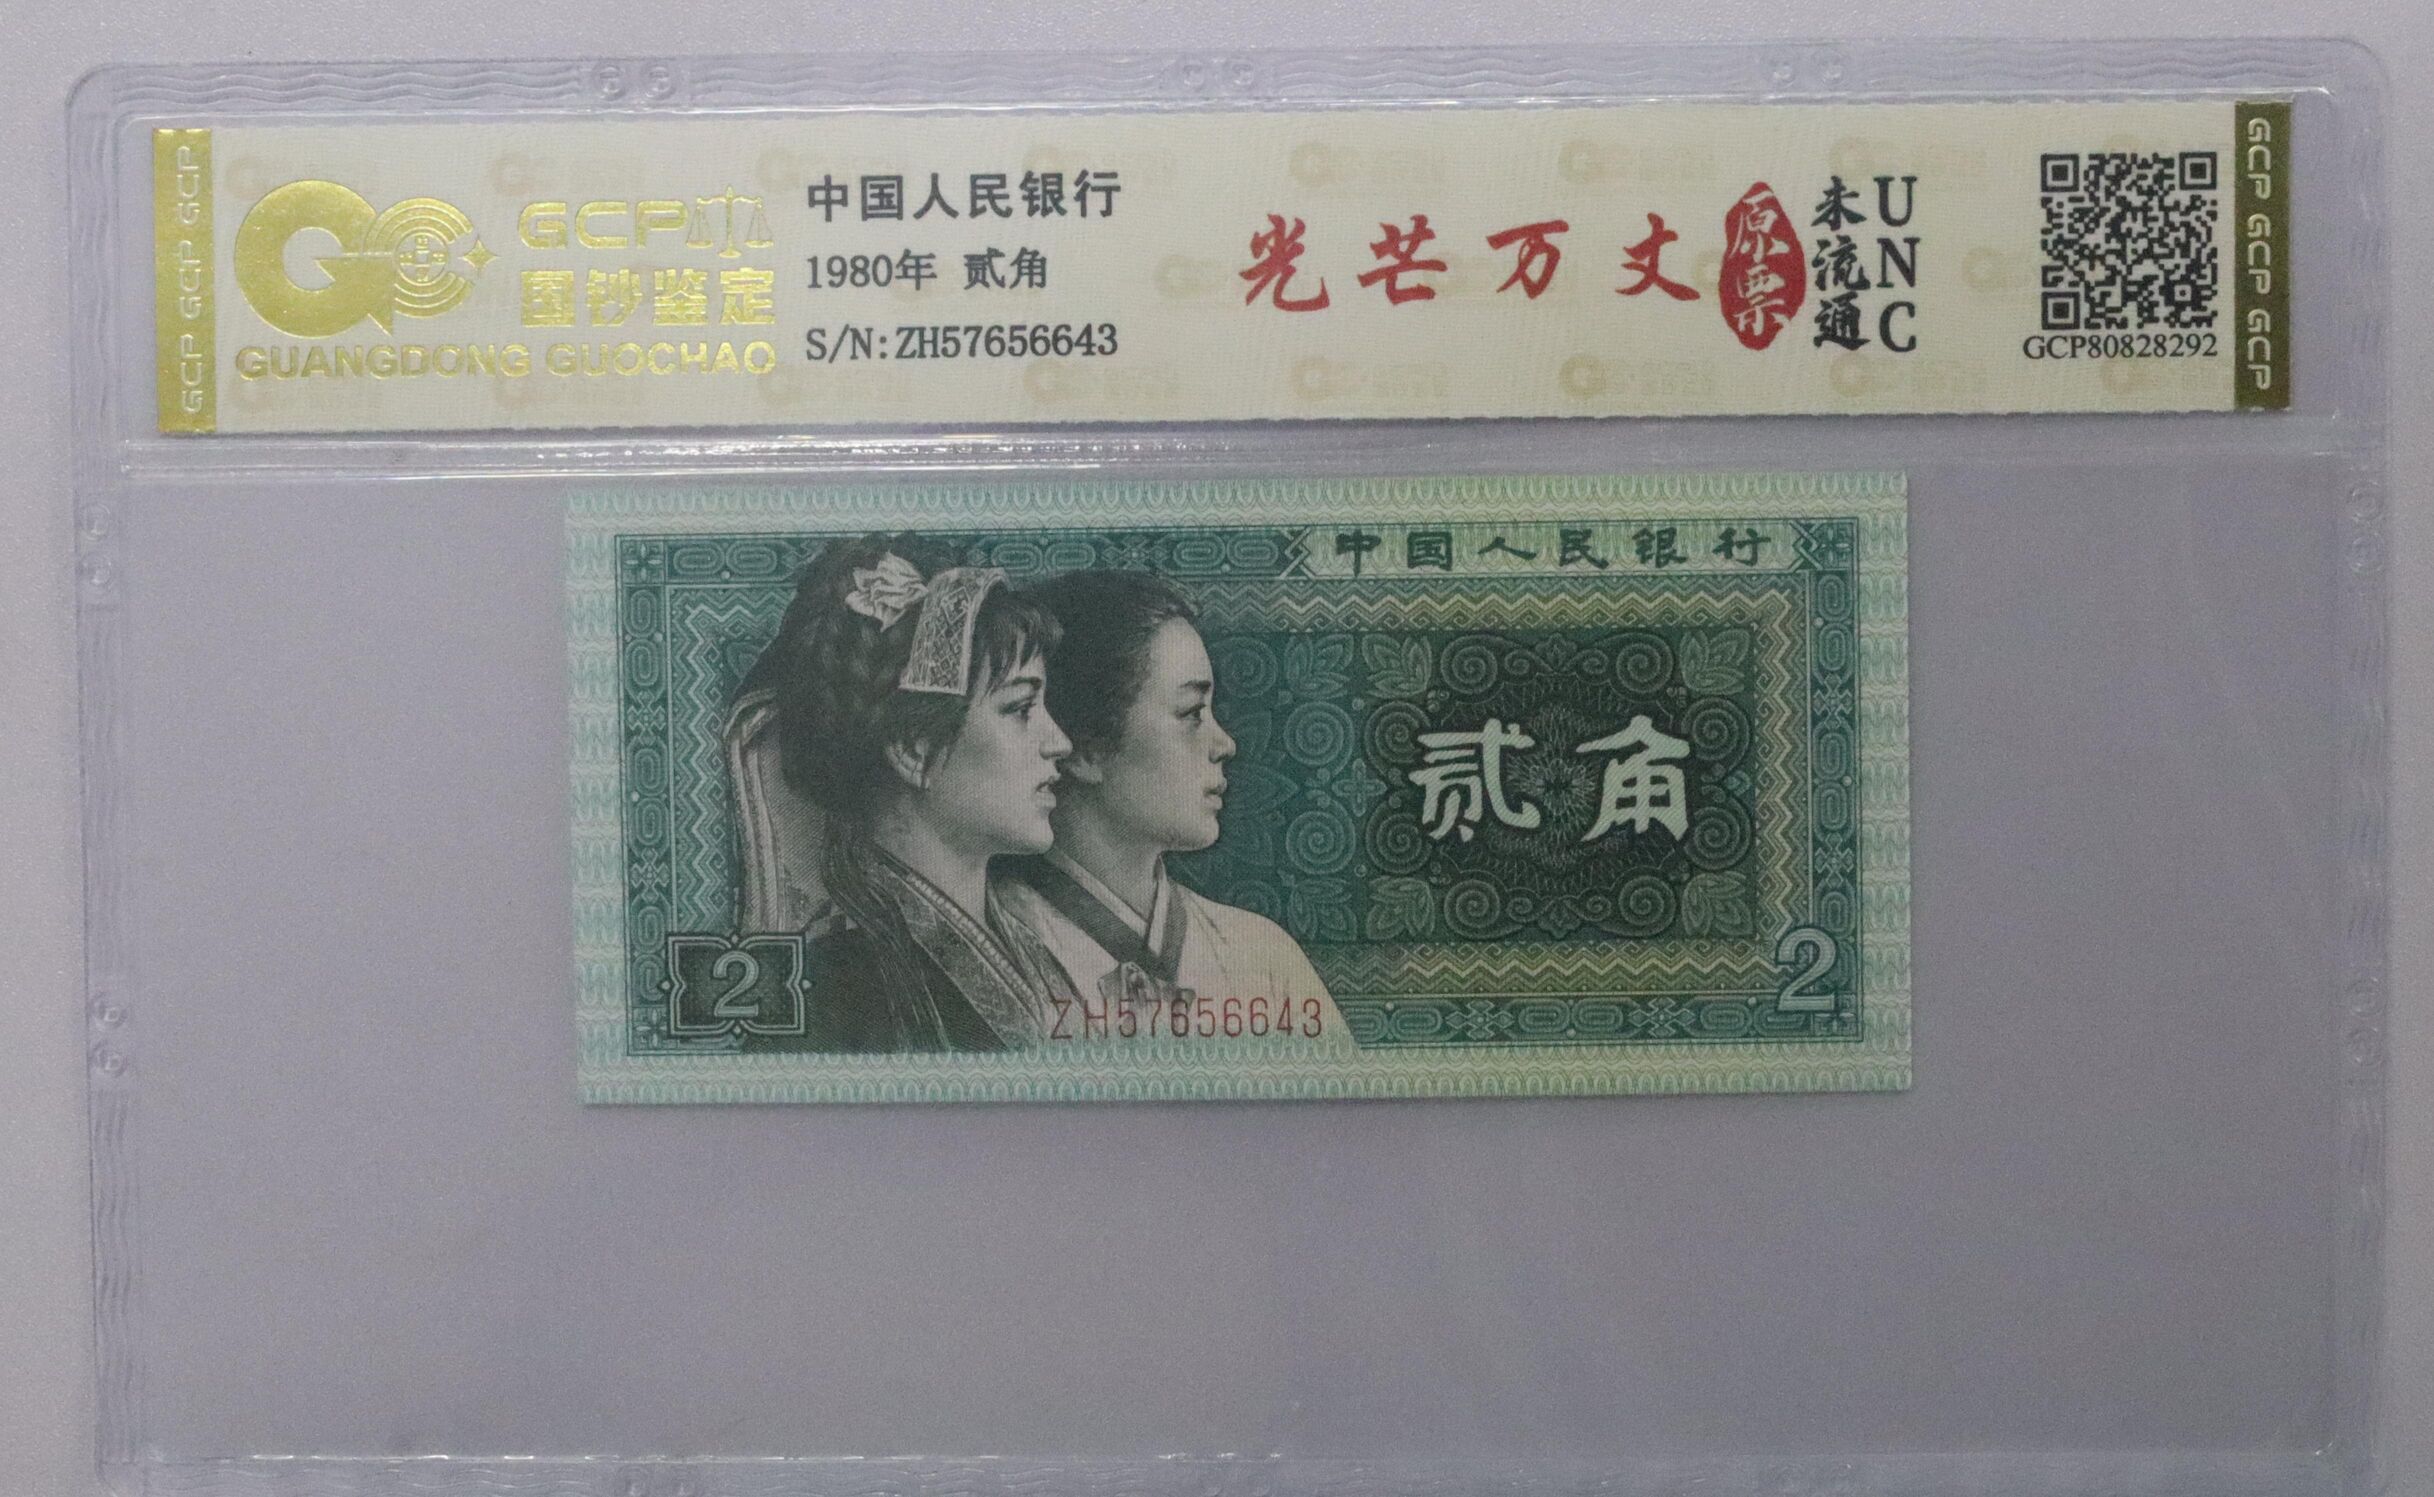 GCP GCP GCP
GCP
国钞鉴定
GUANGDONG GUOCHAO
中国人民银行
1980年 贰角
S/N:ZH57656643
光芒万丈
原票
未流通
UNC
GCP80828292
GCP GCP GCP
中国人民银行
贰角
2
2
ZH57656643